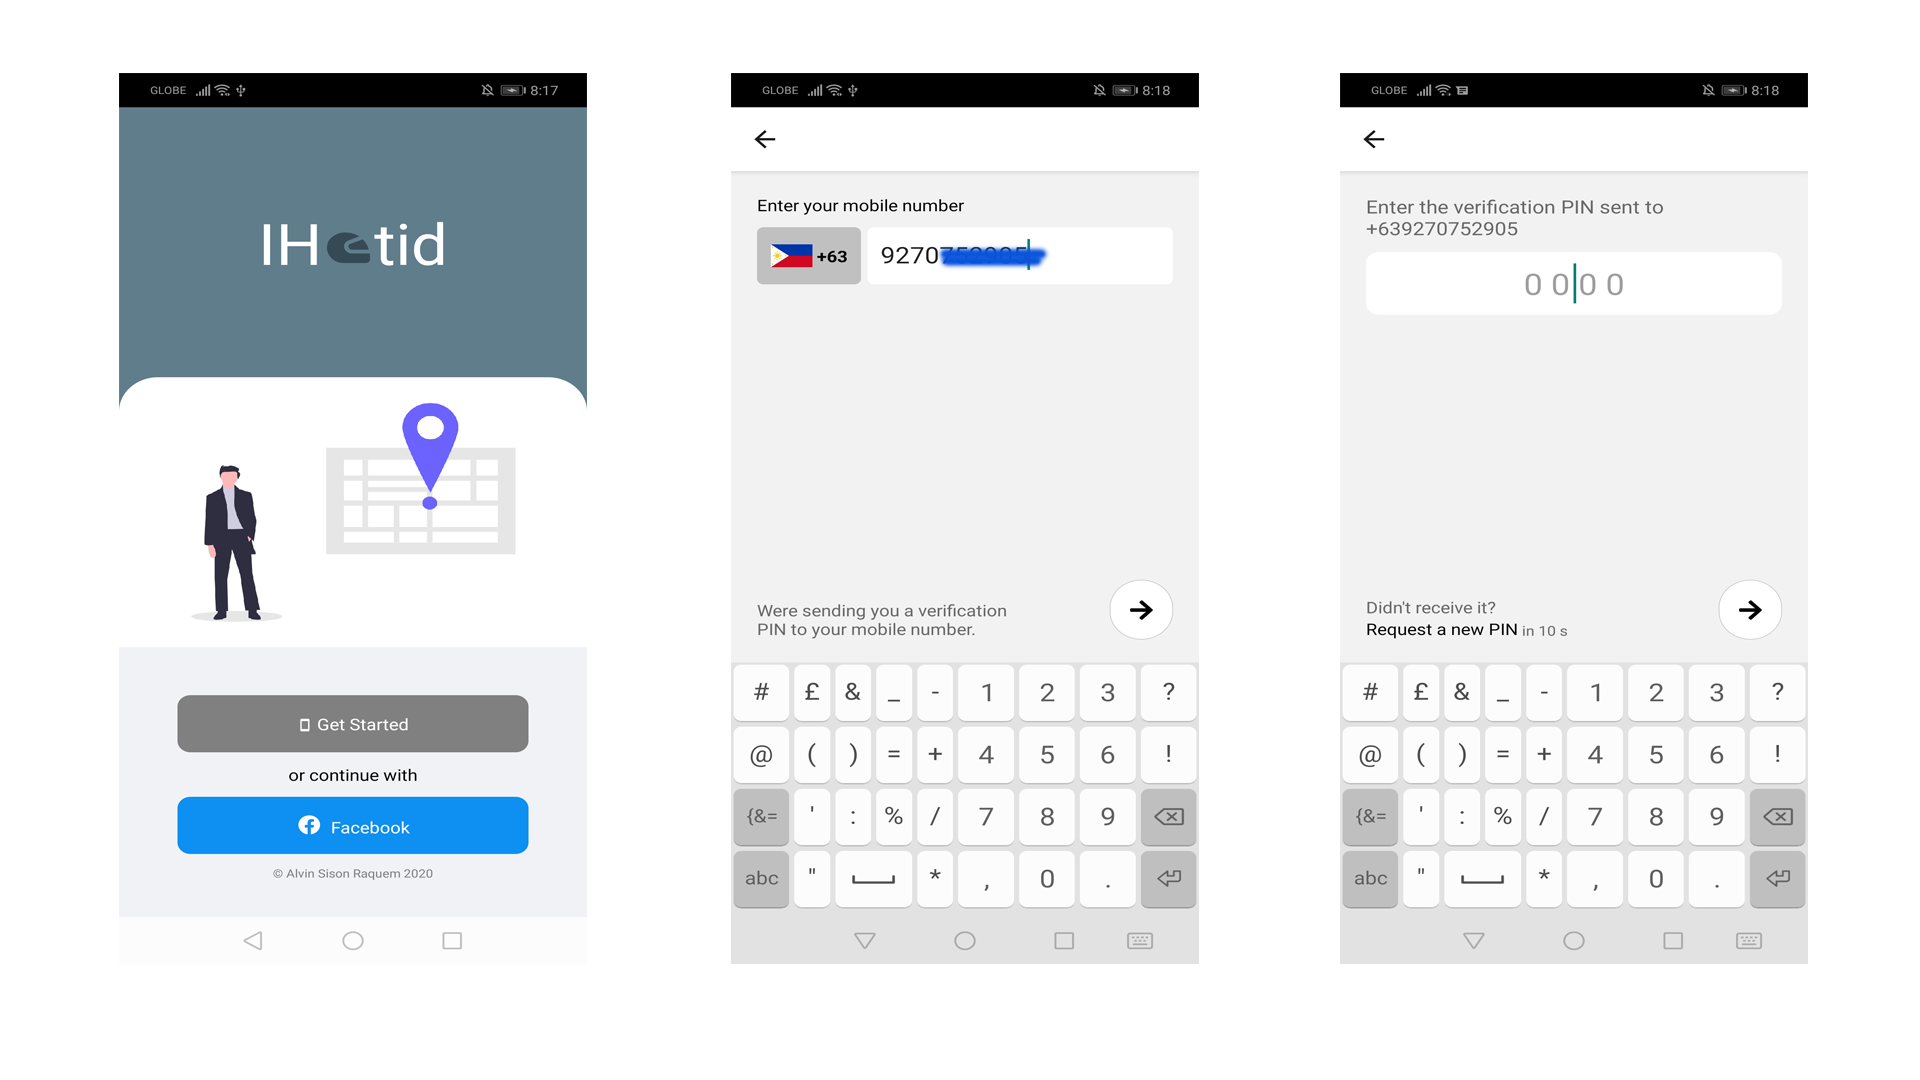 GLOBE 8:17
IH tid
Get Started
or continue with
Facebook
© Alvin Sison Raquem 2020
GLOBE 8:18
Enter your mobile number
+63 9270
Were sending you a verification
PIN to your mobile number.
# £ & _ - 1 2 3 ?
@ ( ) = + 4 5 6 !
{&= ' : % / 7 8 9
abc " * , 0 .
GLOBE 8:18
Enter the verification PIN sent to
+639270752905
0 0 0 0
Didn't receive it?
Request a new PIN in 10 s
# £ & _ - 1 2 3 ?
@ ( ) = + 4 5 6 !
{&= ' : % / 7 8 9
abc " * , 0 .